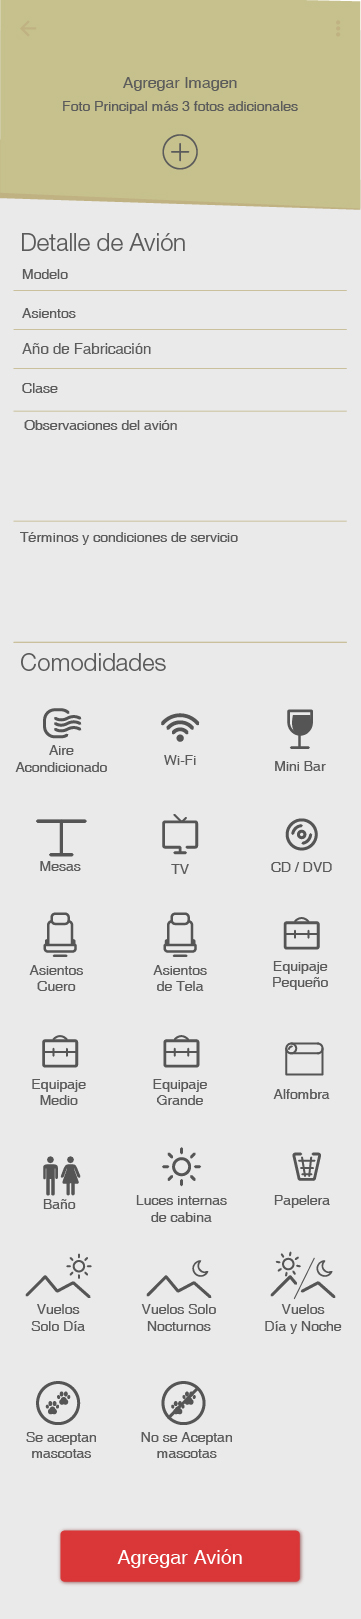 Agregar Imagen
Foto Principal más 3 fotos adicionales
Detalle de Avión
Modelo
Asientos
Año de Fabricación
Clase
Observaciones del avión
Términos y condiciones de servicio
Comodidades
Aire
Acondicionado
Wi-Fi
Mini Bar
Mesas
TV
CD / DVD
Asientos
Cuero
Asientos
de Tela
Equipaje
Pequeño
Equipaje
Medio
Equipaje
Grande
Alfombra
Baño
Luces internas
de cabina
Papelera
Vuelos
Solo Día
Vuelos Solo
Nocturnos
Vuelos
Día y Noche
Se aceptan
mascotas
No se Aceptan
mascotas
Agregar Avión